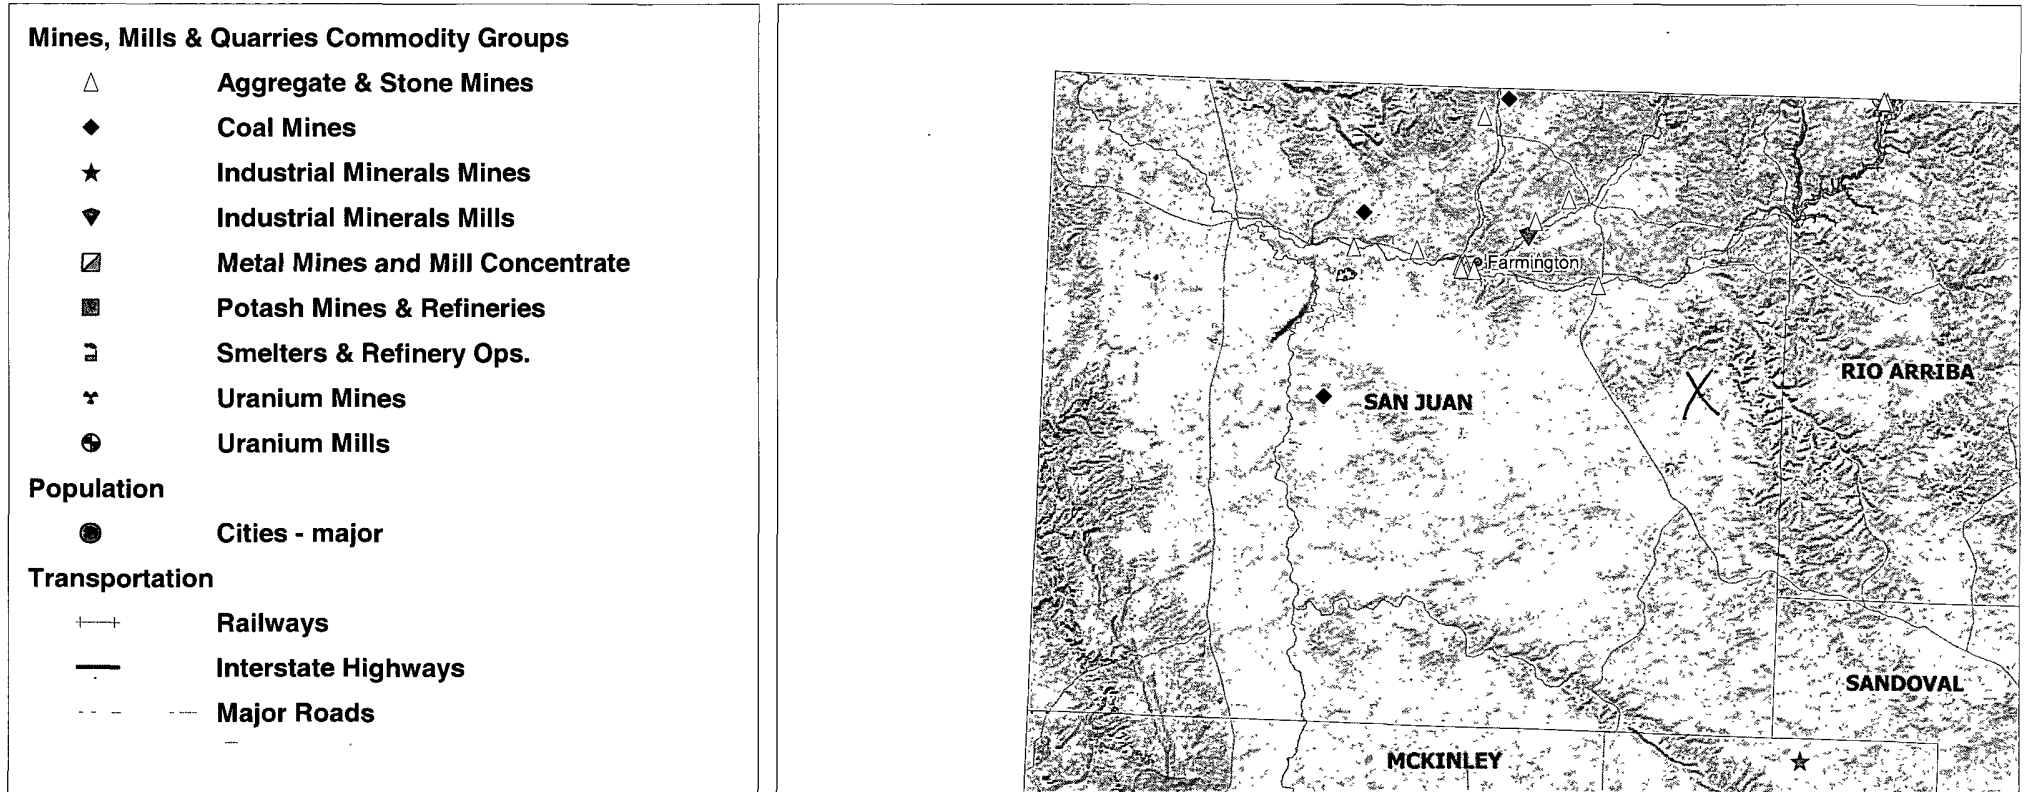 Mines, Mills & Quarries Commodity Groups
Aggregate & Stone Mines
Coal Mines
Industrial Minerals Mines
Industrial Minerals Mills
Metal Mines and Mill Concentrate
Potash Mines & Refineries
Smelters & Refinery Ops.
Uranium Mines
Uranium Mills
Population
Cities - major
Transportation
Railways
Interstate Highways
Major Roads
Farmington
RIO ARRIBA
SAN JUAN
X
SANDOVAL
MCKINLEY